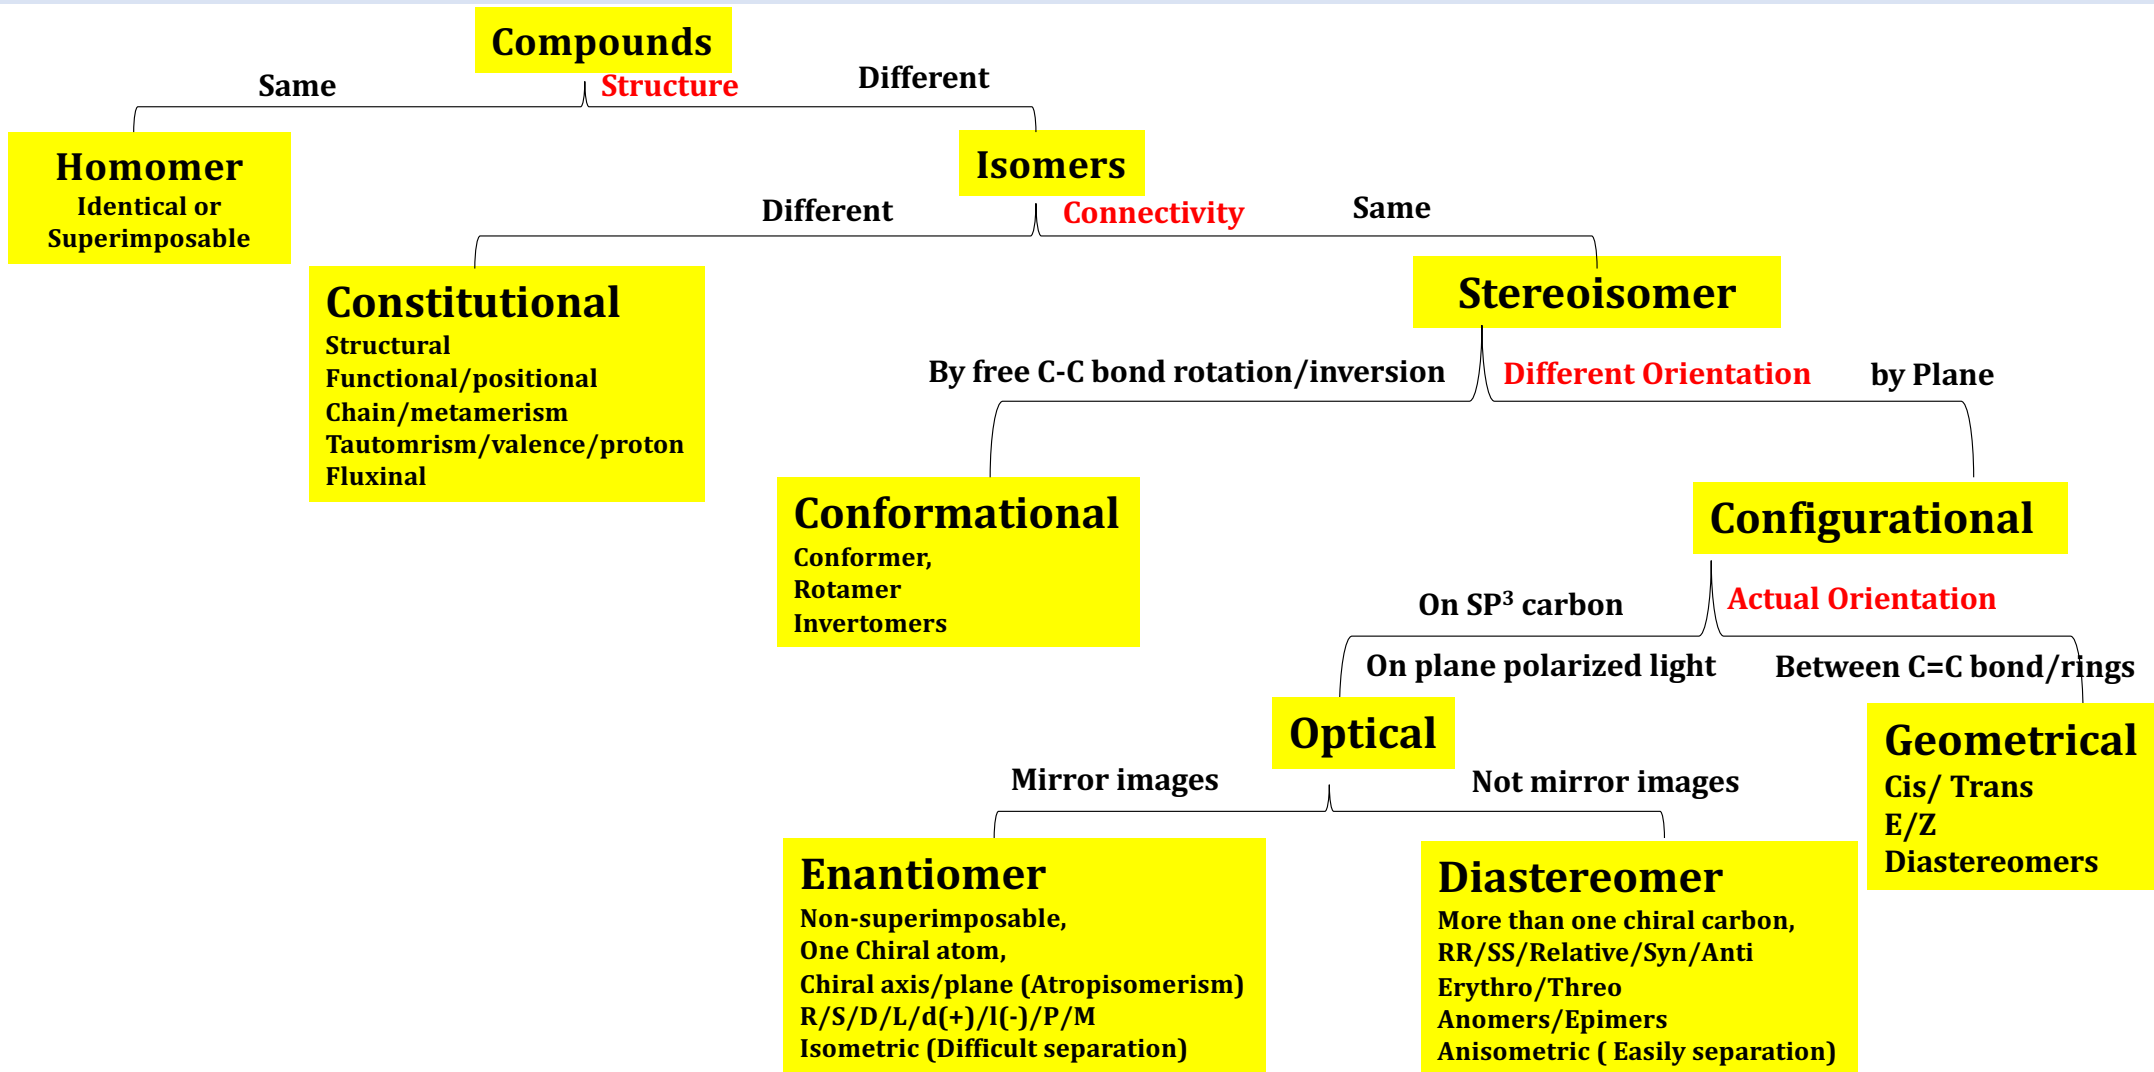 Compounds
Same
Structure
Different
Homomer
Identical or
Superimposable
Isomers
Different
Connectivity
Same
Constitutional
Structural
Functional/positional
Chain/metamerism
Tautomrism/valence/proton
Fluxinal
Stereoisomer
By free C-C bond rotation/inversion
Different Orientation
by Plane
Conformational
Conformer,
Rotamer
Invertomers
Configurational
On SP³ carbon
Actual Orientation
On plane polarized light
Between C=C bond/rings
Optical
Geometrical
Cis/ Trans
E/Z
Diastereomers
Mirror images
Not mirror images
Enantiomer
Non-superimposable,
One Chiral atom,
Chiral axis/plane (Atropisomerism)
R/S/D/L/d(+)/l(-)/P/M
Isometric (Difficult separation)
Diastereomer
More than one chiral carbon,
RR/SS/Relative/Syn/Anti
Erythro/Threo
Anomers/Epimers
Anisometric ( Easily separation)